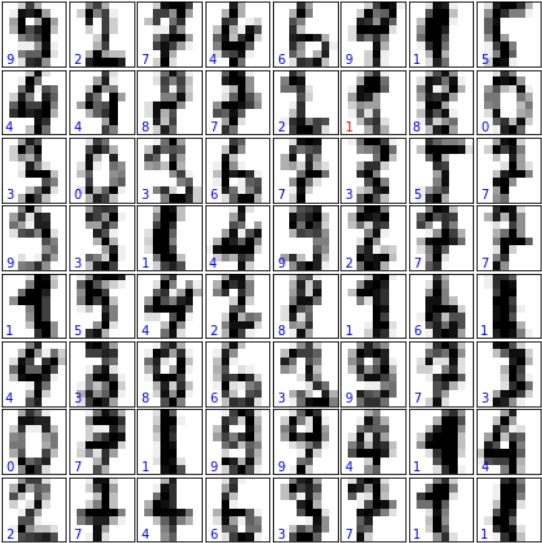 9 2 7 4 6 9 1 5
4 4 8 7 2 1 8 0
3 0 3 6 7 3 5 7
9 3 1 4 9 2 7 7
1 5 4 2 8 1 6 1
4 3 8 6 3 9 7 3
0 7 1 9 9 4 1 4
2 7 4 6 3 7 1 1